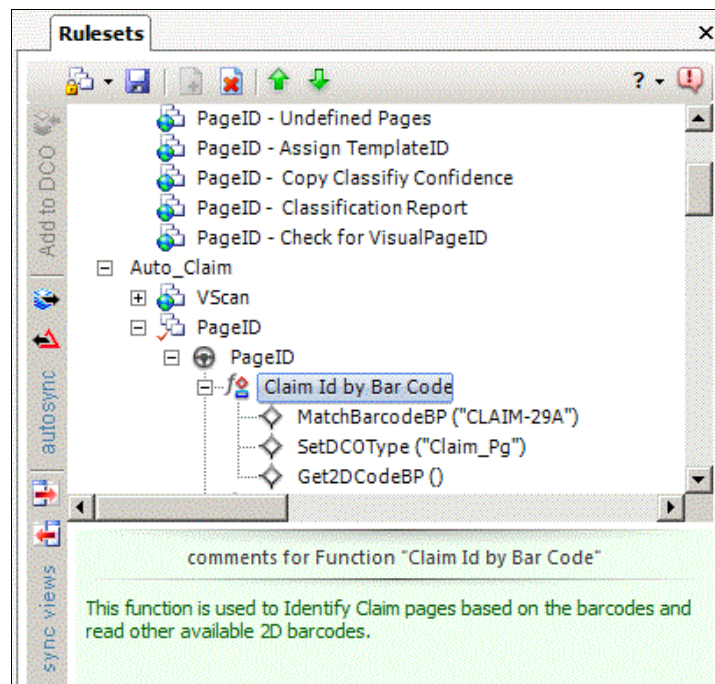 Rulesets
Add to DCO
PageID - Undefined Pages
PageID - Assign TemplateID
PageID - Copy Classifiy Confidence
PageID - Classification Report
PageID - Check for VisualPageID
Auto_Claim
VScan
PageID
PageID
Claim Id by Bar Code
MatchBarcodeBP ("CLAIM-29A")
SetDCOType ("Claim_Pg")
Get2DCodeBP ()
autosync
sync views
comments for Function "Claim Id by Bar Code"
This function is used to Identify Claim pages based on the barcodes and
read other available 2D barcodes.